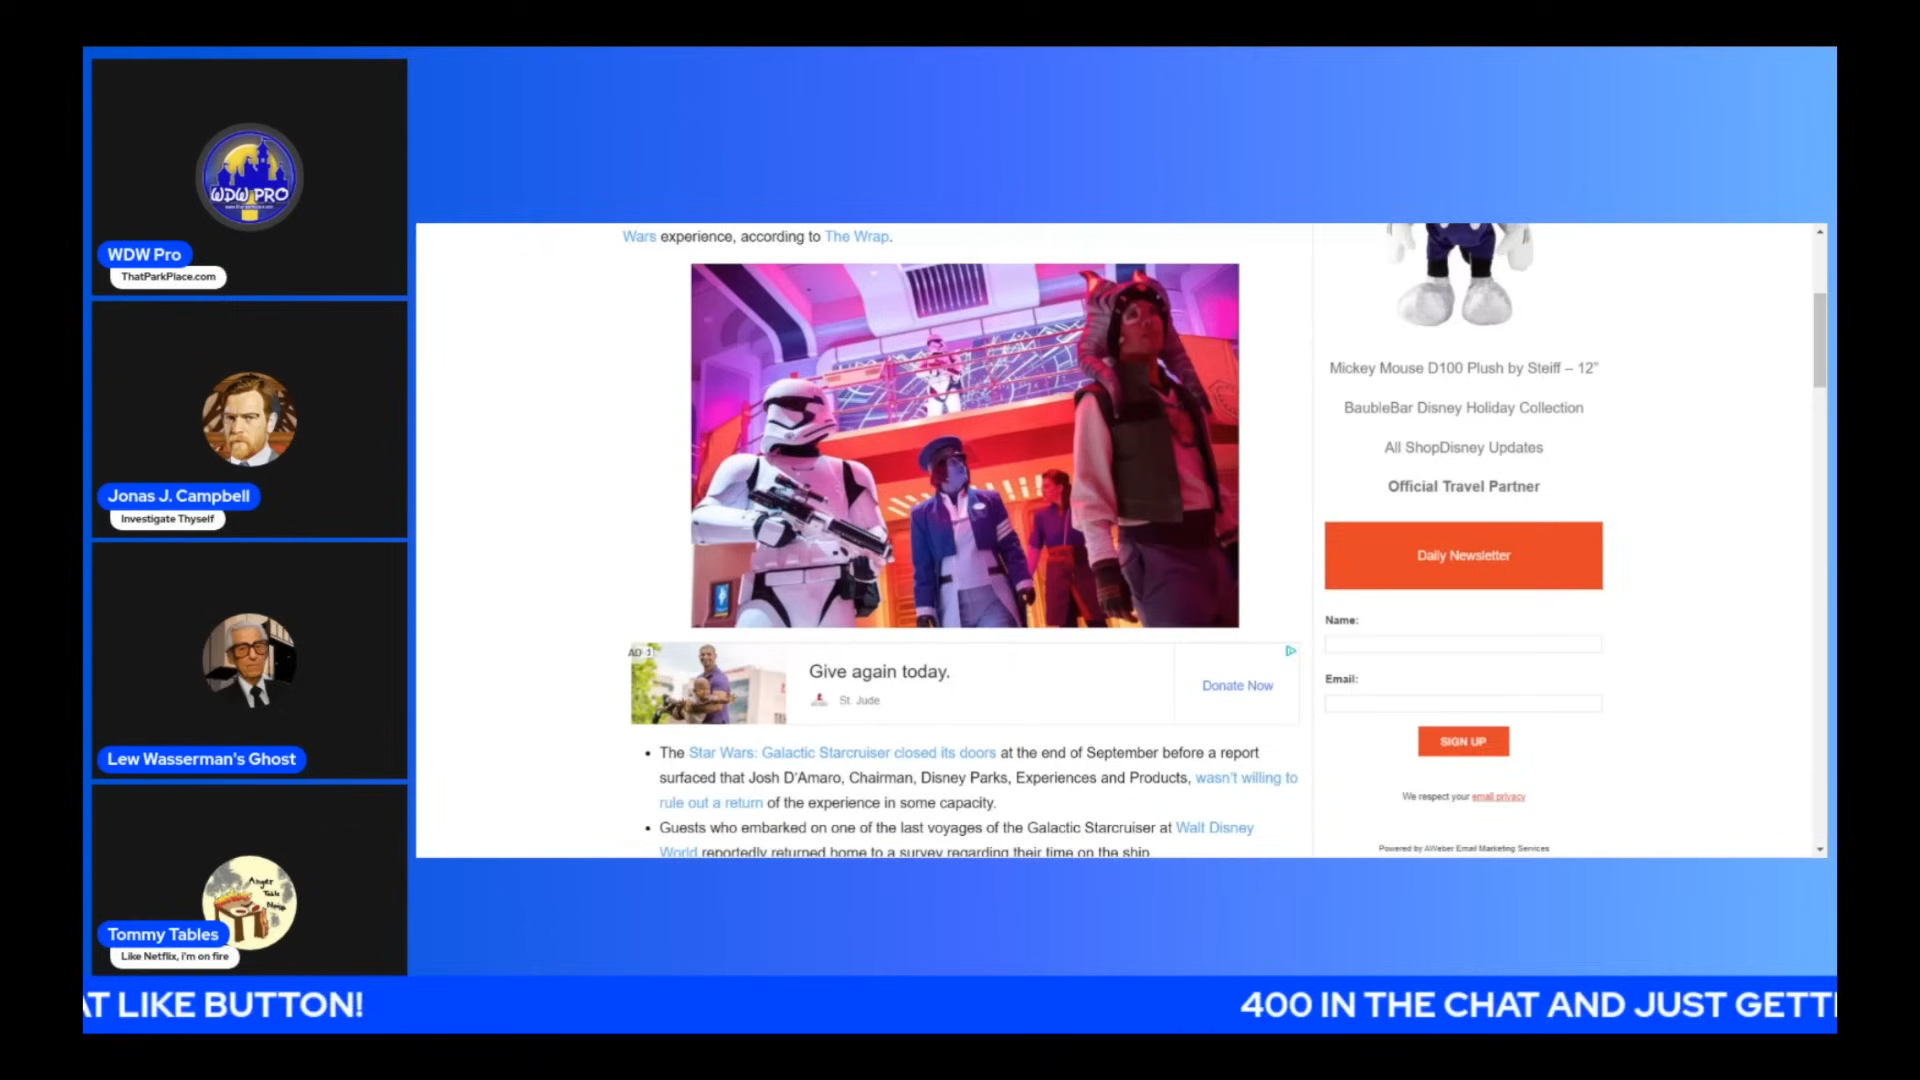 WDW PRO
WDW Pro
ThatParkPlace.com
Jonas J. Campbell
Investigate Thyself
Lew Wasserman's Ghost
Anger
Table
Tommy Tables
Like Netflix, i'm on fire
Wars experience, according to The Wrap.
AD
Give again today.
St. Jude
Donate Now
• The Star Wars: Galactic Starcruiser closed its doors at the end of September before a report
surfaced that Josh D'Amaro, Chairman, Disney Parks, Experiences and Products, wasn't willing to
rule out a return of the experience in some capacity.
• Guests who embarked on one of the last voyages of the Galactic Starcruiser at Walt Disney
World reportedly returned home to a survey regarding their time on the ship
Mickey Mouse D100 Plush by Steiff – 12"
BaubleBar Disney Holiday Collection
All ShopDisney Updates
Official Travel Partner
Daily Newsletter
Name:
Email:
SIGN UP
We respect your email privacy
Powered by AWeber Email Marketing Services
AT LIKE BUTTON!
400 IN THE CHAT AND JUST GETTI